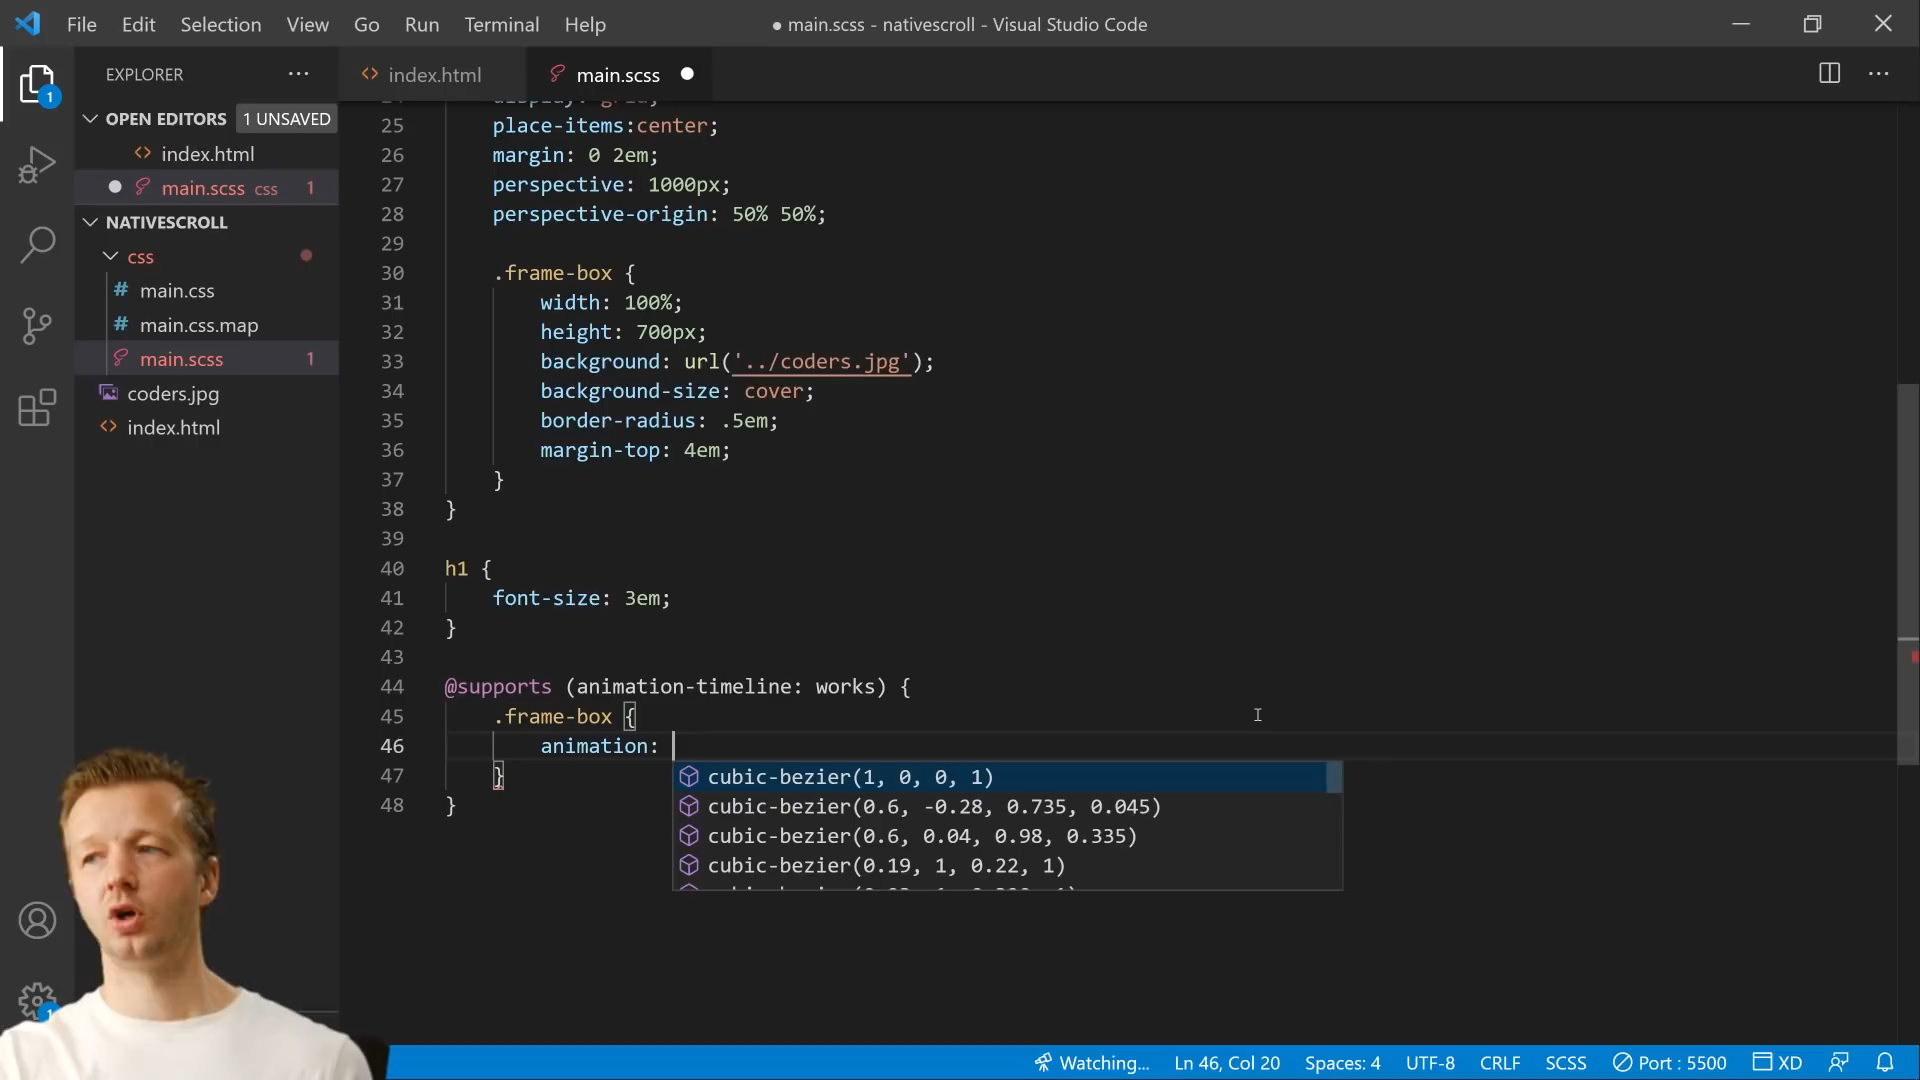 File Edit Selection View Go Run Terminal Help
● main.scss - nativescroll - Visual Studio Code
EXPLORER
index.html
main.scss
OPEN EDITORS 1 UNSAVED
index.html
main.scss css 1
NATIVESCROLL
css
main.css
main.css.map
main.scss 1
coders.jpg
index.html
1
1
25 place-items:center;
26 margin: 0 2em;
27 perspective: 1000px;
28 perspective-origin: 50% 50%;
29
30 .frame-box {
31 width: 100%;
32 height: 700px;
33 background: url('../coders.jpg');
34 background-size: cover;
35 border-radius: .5em;
36 margin-top: 4em;
37 }
38 }
39
40 h1 {
41 font-size: 3em;
42 }
43
44 @supports (animation-timeline: works) {
45 .frame-box {
46 animation:
47 }
48 }
cubic-bezier(1, 0, 0, 1)
cubic-bezier(0.6, -0.28, 0.735, 0.045)
cubic-bezier(0.6, 0.04, 0.98, 0.335)
cubic-bezier(0.19, 1, 0.22, 1)
Watching... Ln 46, Col 20 Spaces: 4 UTF-8 CRLF SCSS Port : 5500 XD